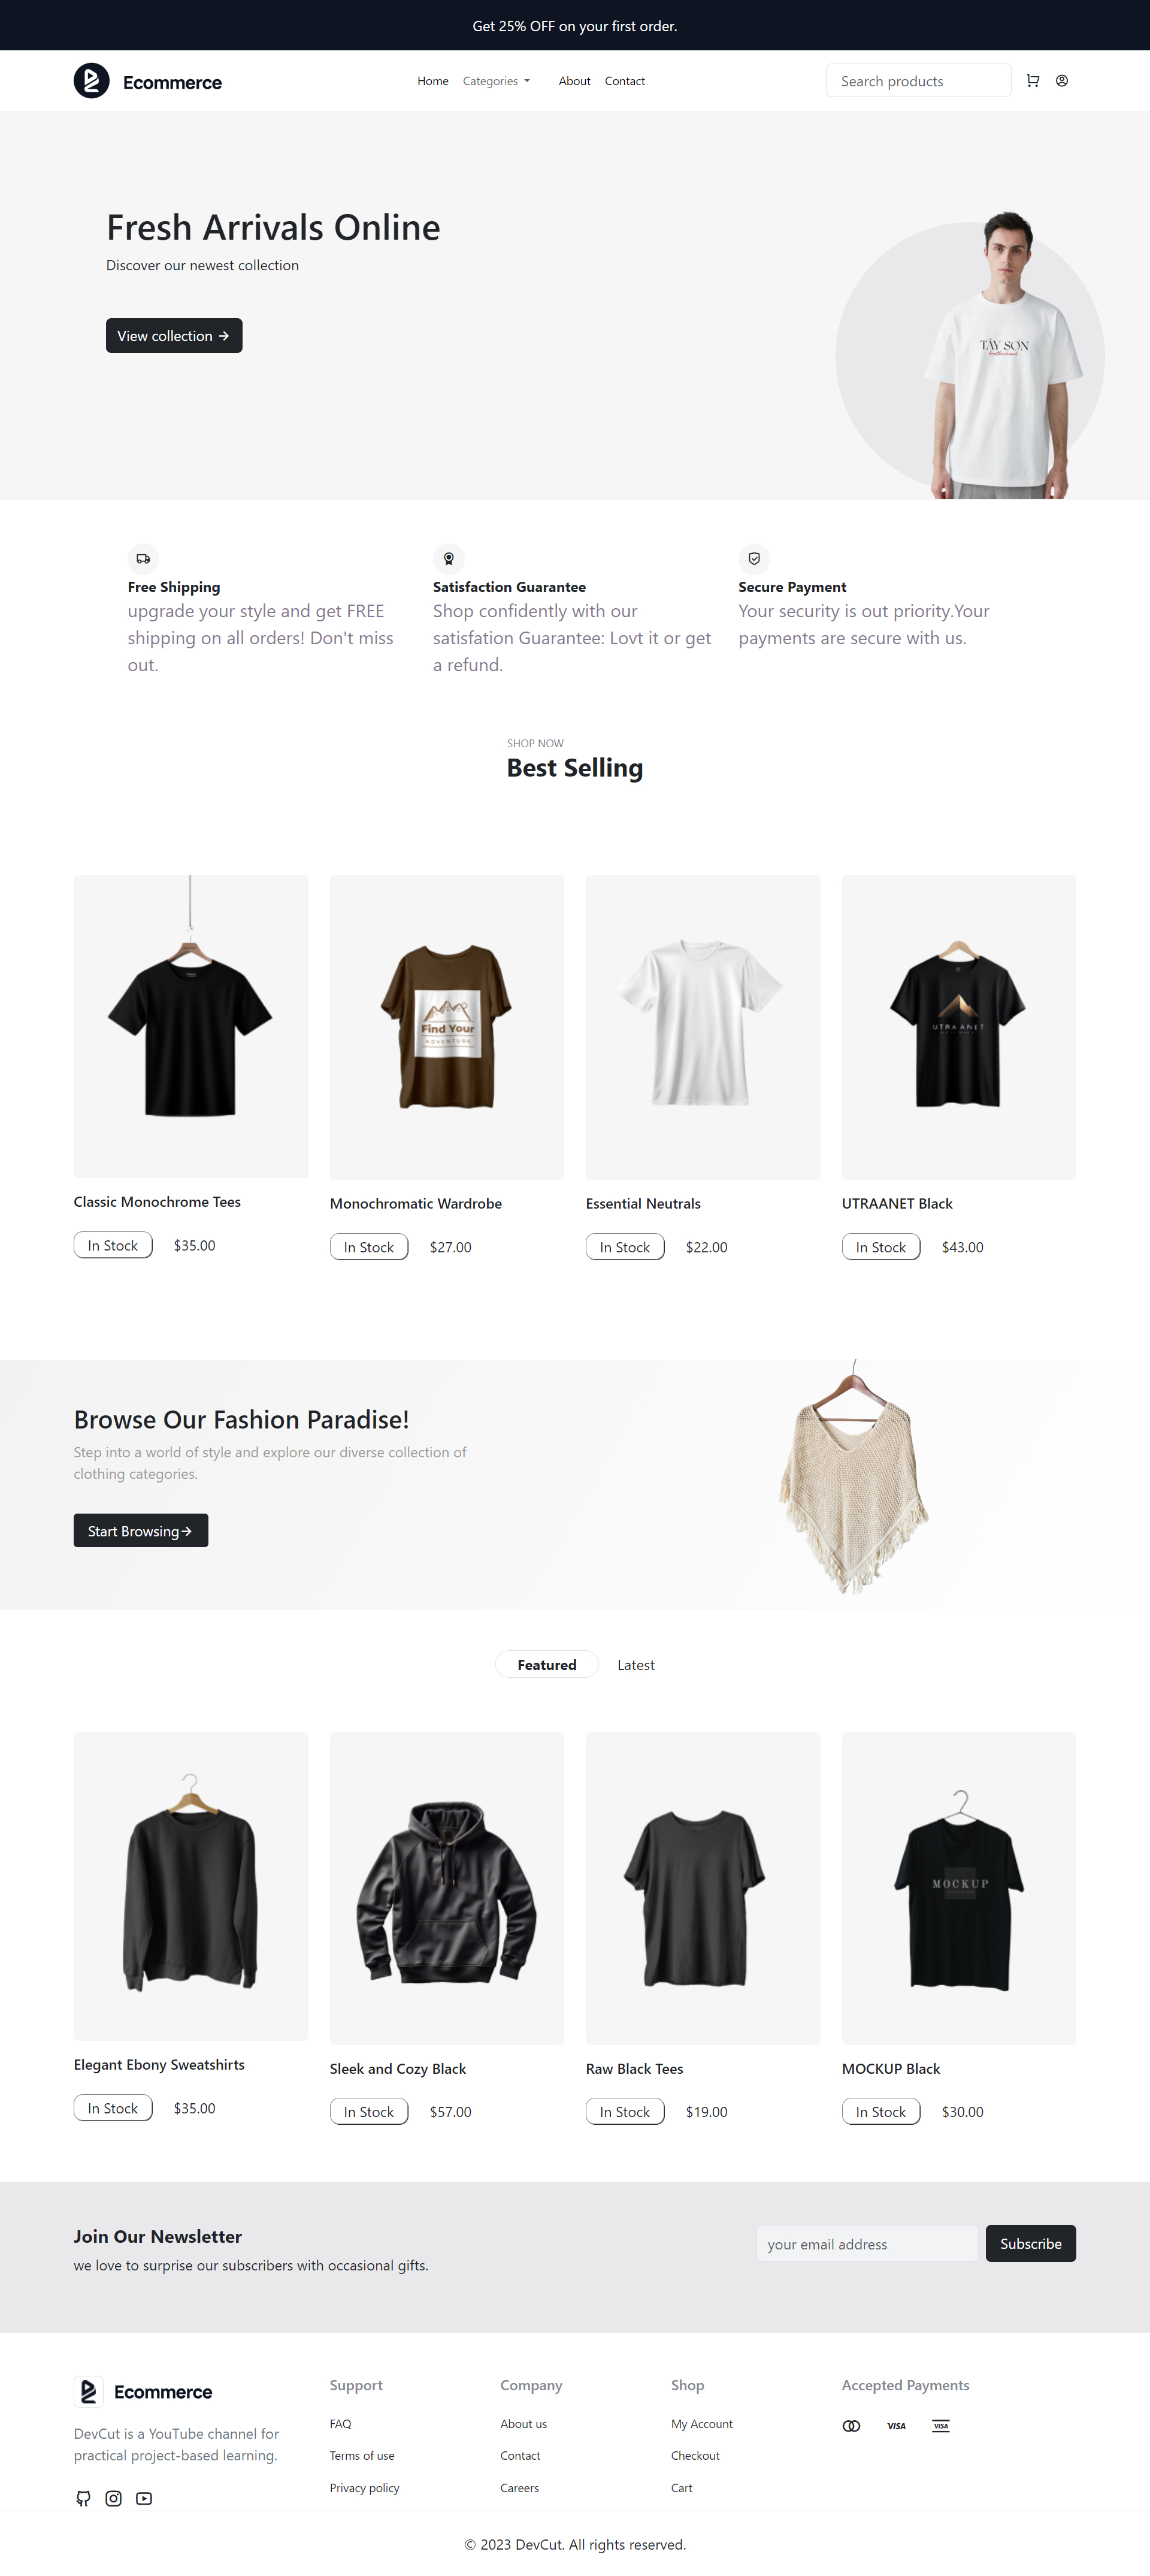 Get 25% OFF on your first order.
Ecommerce
Home
Categories
About
Contact
Search products
Fresh Arrivals Online
Discover our newest collection
View collection →
TÂY SƠN
Free Shipping
upgrade your style and get FREE
shipping on all orders! Don't miss
out.
Satisfaction Guarantee
Shop confidently with our
satisfation Guarantee: Lovt it or get
a refund.
Secure Payment
Your security is out priority.Your
payments are secure with us.
SHOP NOW
Best Selling
Find Your
ADVENTURE
UTRAANET
Classic Monochrome Tees
In Stock $35.00
Monochromatic Wardrobe
In Stock $27.00
Essential Neutrals
In Stock $22.00
UTRAANET Black
In Stock $43.00
Browse Our Fashion Paradise!
Step into a world of style and explore our diverse collection of
clothing categories.
Start Browsing→
Featured
Latest
MOCKUP
Elegant Ebony Sweatshirts
In Stock $35.00
Sleek and Cozy Black
In Stock $57.00
Raw Black Tees
In Stock $19.00
MOCKUP Black
In Stock $30.00
Join Our Newsletter
we love to surprise our subscribers with occasional gifts.
your email address
Subscribe
Ecommerce
DevCut is a YouTube channel for
practical project-based learning.
Support
FAQ
Terms of use
Privacy policy
Company
About us
Contact
Careers
Shop
My Account
Checkout
Cart
Accepted Payments
VISA
VISA
© 2023 DevCut. All rights reserved.